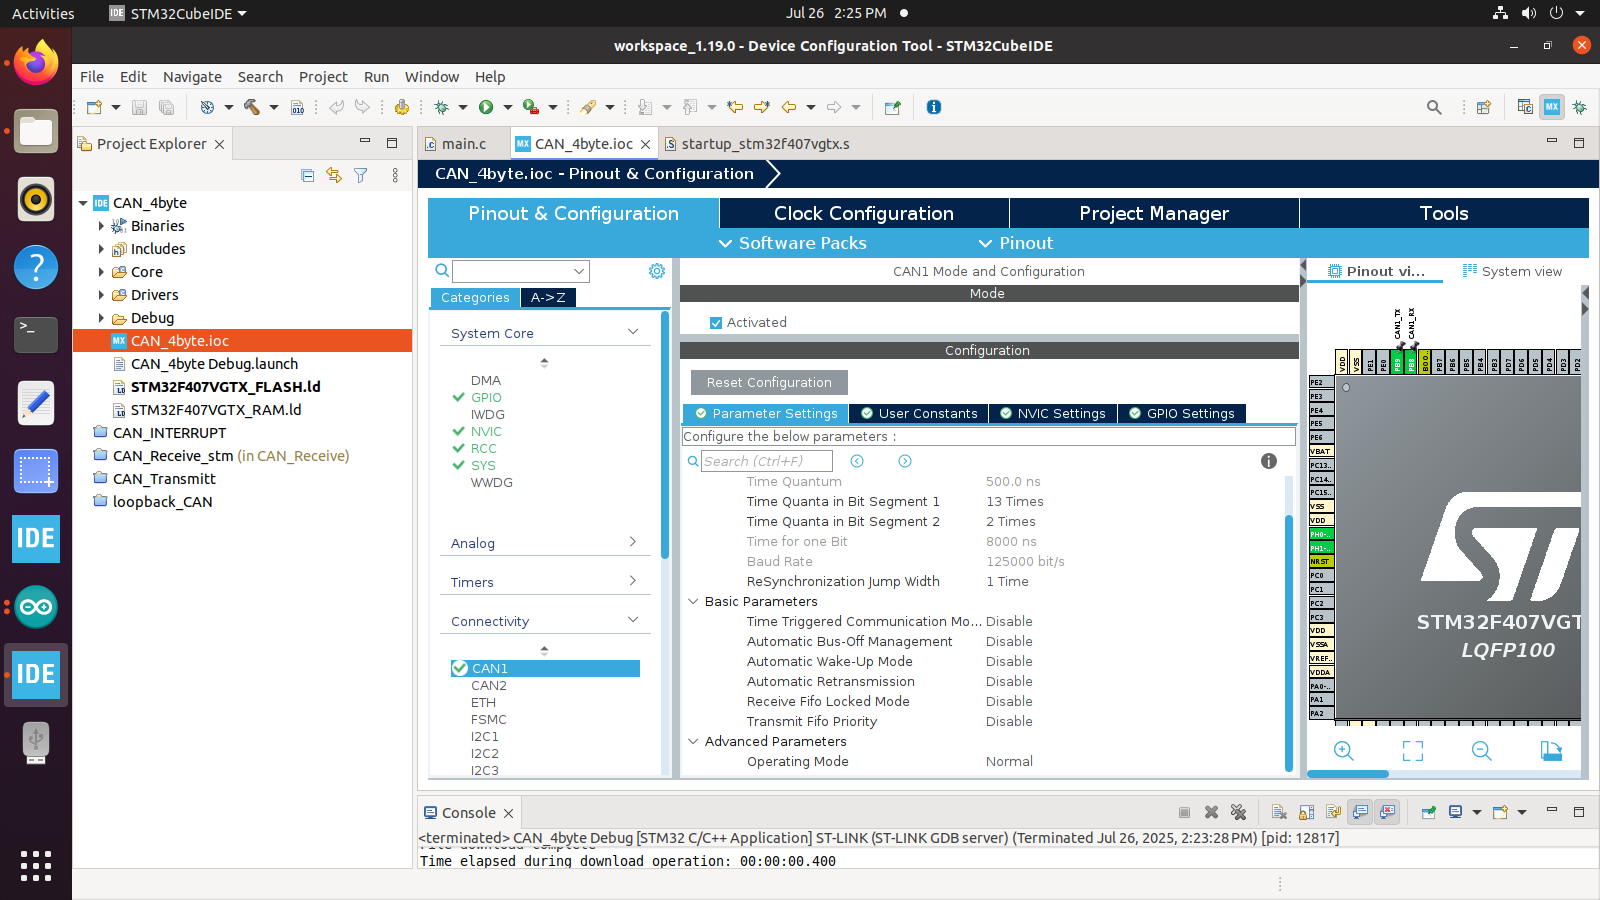 Activities
STM32CubeIDE
Jul 26 2:25 PM
workspace_1.19.0 - Device Configuration Tool - STM32CubeIDE
File Edit Navigate Search Project Run Window Help
Project Explorer
CAN_4byte
Binaries
Includes
Core
Drivers
Debug
CAN_4byte.ioc
CAN_4byte Debug.launch
STM32F407VGTX_FLASH.ld
STM32F407VGTX_RAM.ld
CAN_INTERRUPT
CAN_Receive_stm (in CAN_Receive)
CAN_Transmitt
loopback_CAN
main.c
CAN_4byte.ioc
startup_stm32f407vgtx.s
CAN_4byte.ioc - Pinout & Configuration
Pinout & Configuration
Clock Configuration
Project Manager
Tools
Software Packs
Pinout
Categories
A->Z
System Core
DMA
GPIO
IWDG
NVIC
RCC
SYS
WWDG
Analog
Timers
Connectivity
CAN1
CAN2
ETH
FSMC
I2C1
I2C2
I2C3
CAN1 Mode and Configuration
Mode
Activated
Configuration
Reset Configuration
Parameter Settings
User Constants
NVIC Settings
GPIO Settings
Configure the below parameters :
Search (Ctrl+F)
Time Quantum 500.0 ns
Time Quanta in Bit Segment 1 13 Times
Time Quanta in Bit Segment 2 2 Times
Time for one Bit 8000 ns
Baud Rate 125000 bit/s
ReSynchronization Jump Width 1 Time
Basic Parameters
Time Triggered Communication Mo... Disable
Automatic Bus-Off Management Disable
Automatic Wake-Up Mode Disable
Automatic Retransmission Disable
Receive Fifo Locked Mode Disable
Transmit Fifo Priority Disable
Advanced Parameters
Operating Mode Normal
Pinout vi...
System view
CAN1_TX
CAN1_RX
VDD
VSS
PE1
PE0
PB9
PB8
BOO..
PB7
PB6
PB5
PB4
PB3
PD7
PD6
PD5
PD4
PD3
PD2
PE2
PE3
PE4
PE5
PE6
VBAT
PC13..
PC14..
PC15..
VSS
VDD
PH0-..
PH1-..
NRST
PC0
PC1
PC2
PC3
VDD
VSSA
VREF..
VDDA
PA0-..
PA1
PA2
STM32F407VGT
LQFP100
Console
<terminated> CAN_4byte Debug [STM32 C/C++ Application] ST-LINK (ST-LINK GDB server) (Terminated Jul 26, 2025, 2:23:28 PM) [pid: 12817]
Time elapsed during download operation: 00:00:00.400